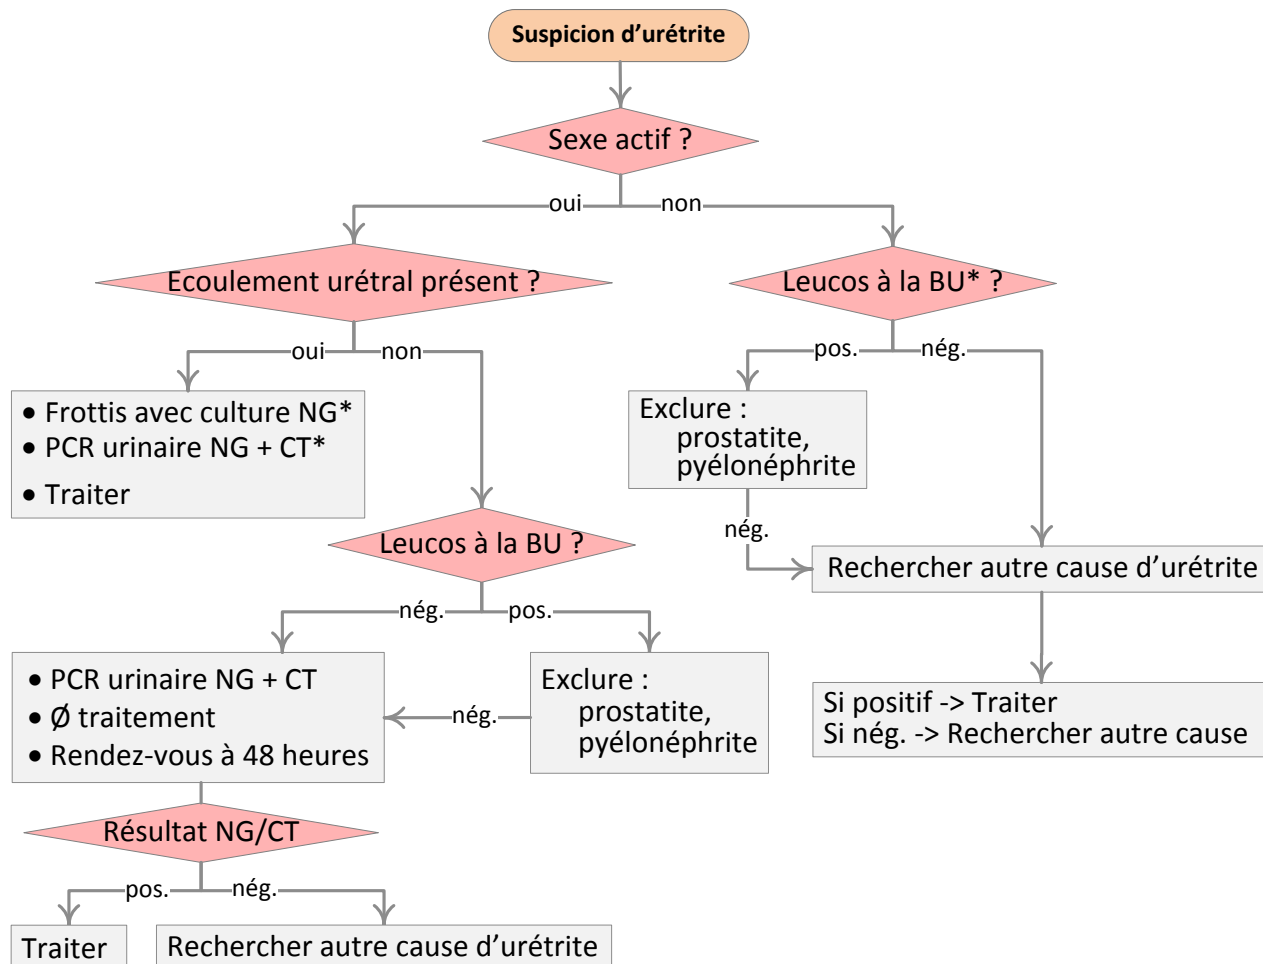 Suspicion d'urétrite
Sexe actif ?
oui
non
Ecoulement urétral présent ?
Leucos à la BU* ?
oui
non
pos.
nég.
• Frottis avec culture NG*
• PCR urinaire NG + CT*
• Traiter
Exclure :
prostatite,
pyélonéphrite
nég.
Leucos à la BU ?
Rechercher autre cause d'urétrite
nég.
pos.
• PCR urinaire NG + CT
• Ø traitement
• Rendez-vous à 48 heures
nég.
Exclure :
prostatite,
pyélonéphrite
Si positif -> Traiter
Si nég. -> Rechercher autre cause
Résultat NG/CT
pos.
nég.
Traiter
Rechercher autre cause d'urétrite